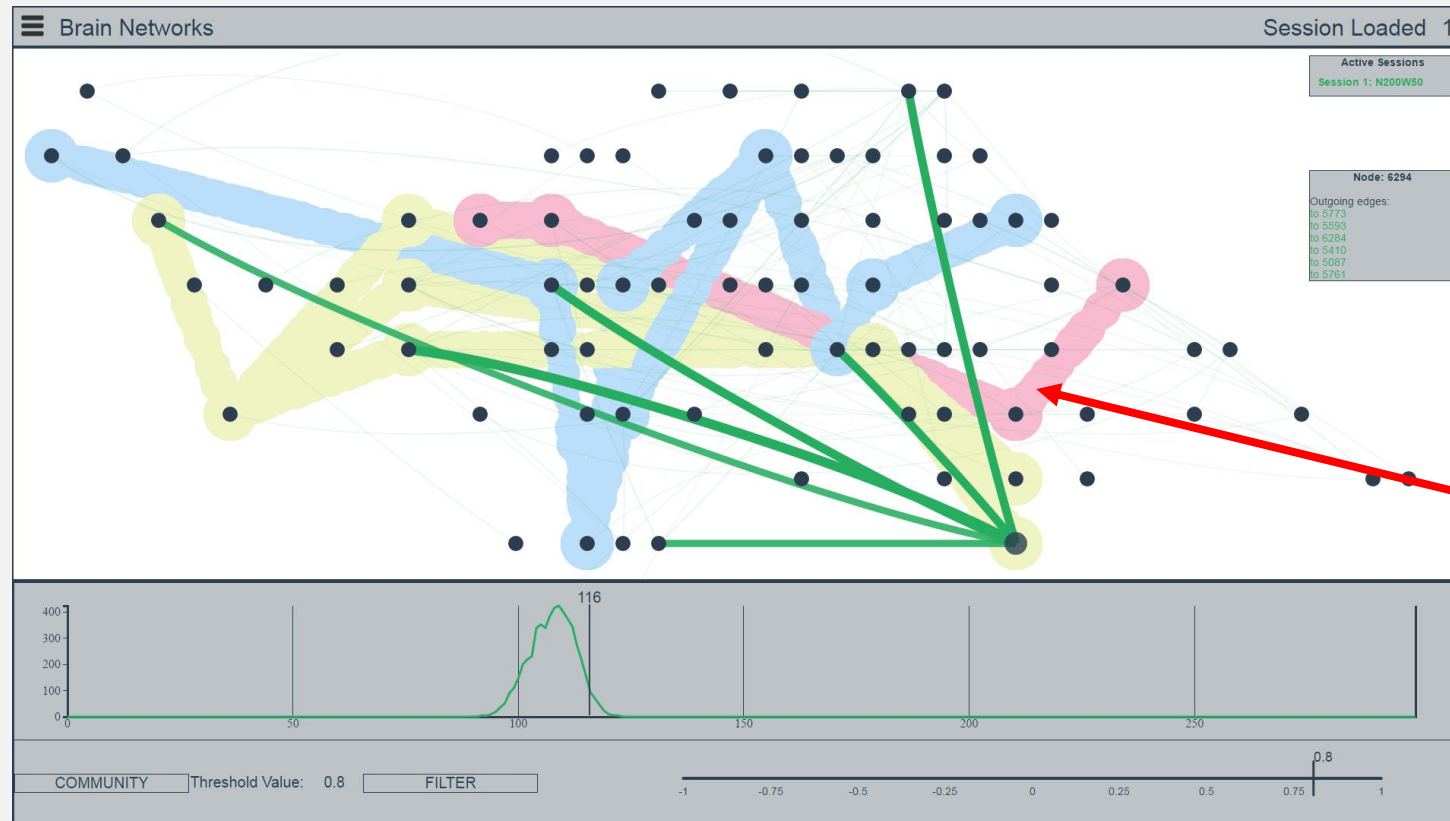 Brain Networks
Session Loaded 1
Active Sessions
Session 1: N200W50
Node: 6294
Outgoing edges:
to 5773
to 5593
to 6284
to 5410
to 5087
to 5761
116
400
300
200
100
0
0 50 100 150 200 250
COMMUNITY Threshold Value: 0.8 FILTER
0.8
-1 -0.75 -0.5 -0.25 0 0.25 0.5 0.75 1